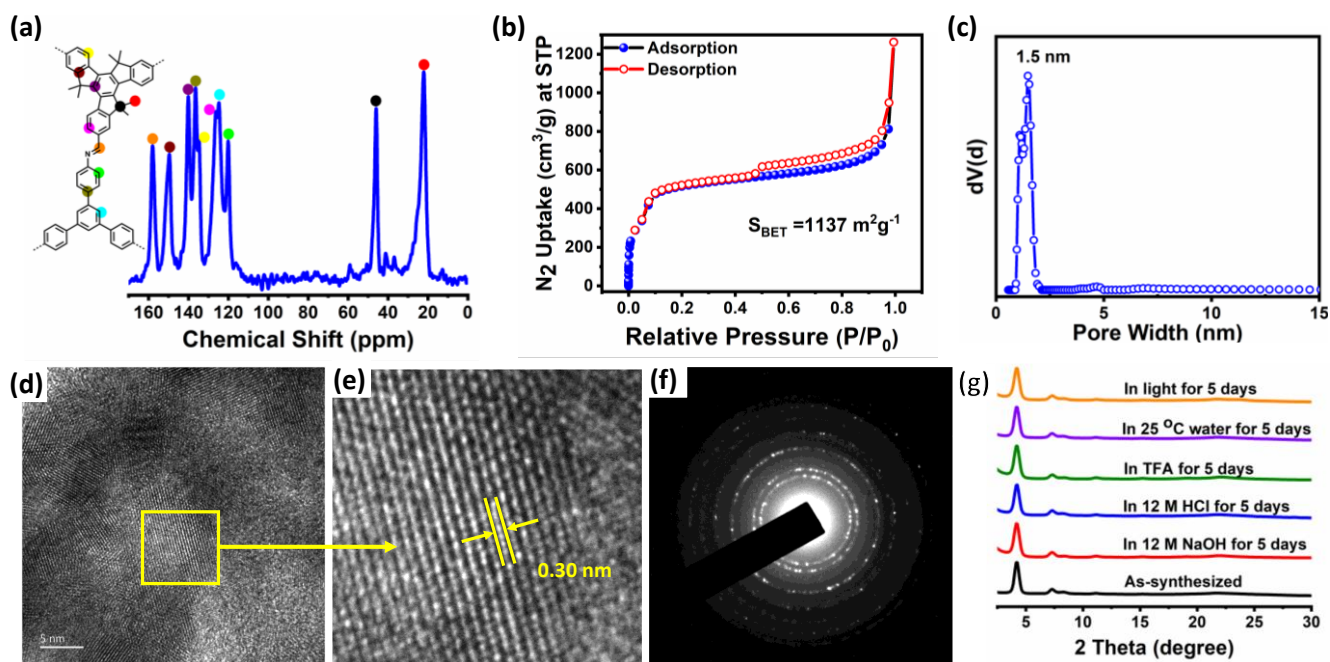 (a)
N
160 140 120 100 80 60 40 20 0
Chemical Shift (ppm)
(b)
Adsorption
Desorption
N2 Uptake (cm3/g) at STP
1200
1000
800
600
400
200
0
SBET =1137 m2g-1
0.0 0.2 0.4 0.6 0.8 1.0
Relative Pressure (P/P0)
(c)
1.5 nm
dV(d)
0 5 10 15
Pore Width (nm)
(d)
5 nm
(e)
0.30 nm
(f)
(g)
In light for 5 days
In 25 OC water for 5 days
In TFA for 5 days
In 12 M HCl for 5 days
In 12 M NaOH for 5 days
As-synthesized
5 10 15 20 25 30
2 Theta (degree)